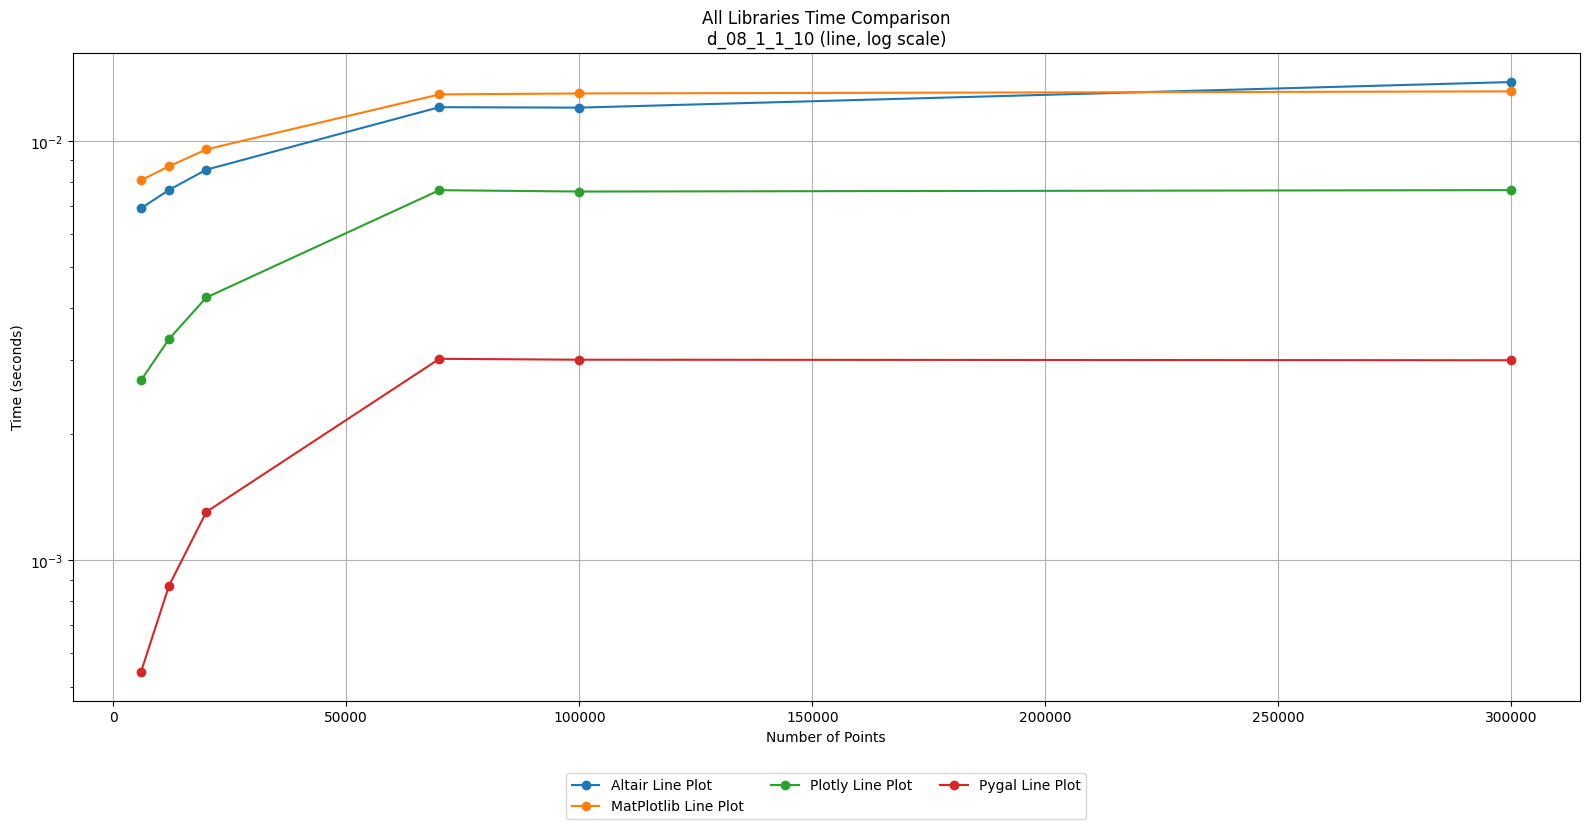 All Libraries Time Comparison
d_08_1_1_10 (line, log scale)
Time (seconds)
10⁻²
10⁻³
0 50000 100000 150000 200000 250000 300000
Number of Points
Altair Line Plot Plotly Line Plot Pygal Line Plot
MatPlotlib Line Plot